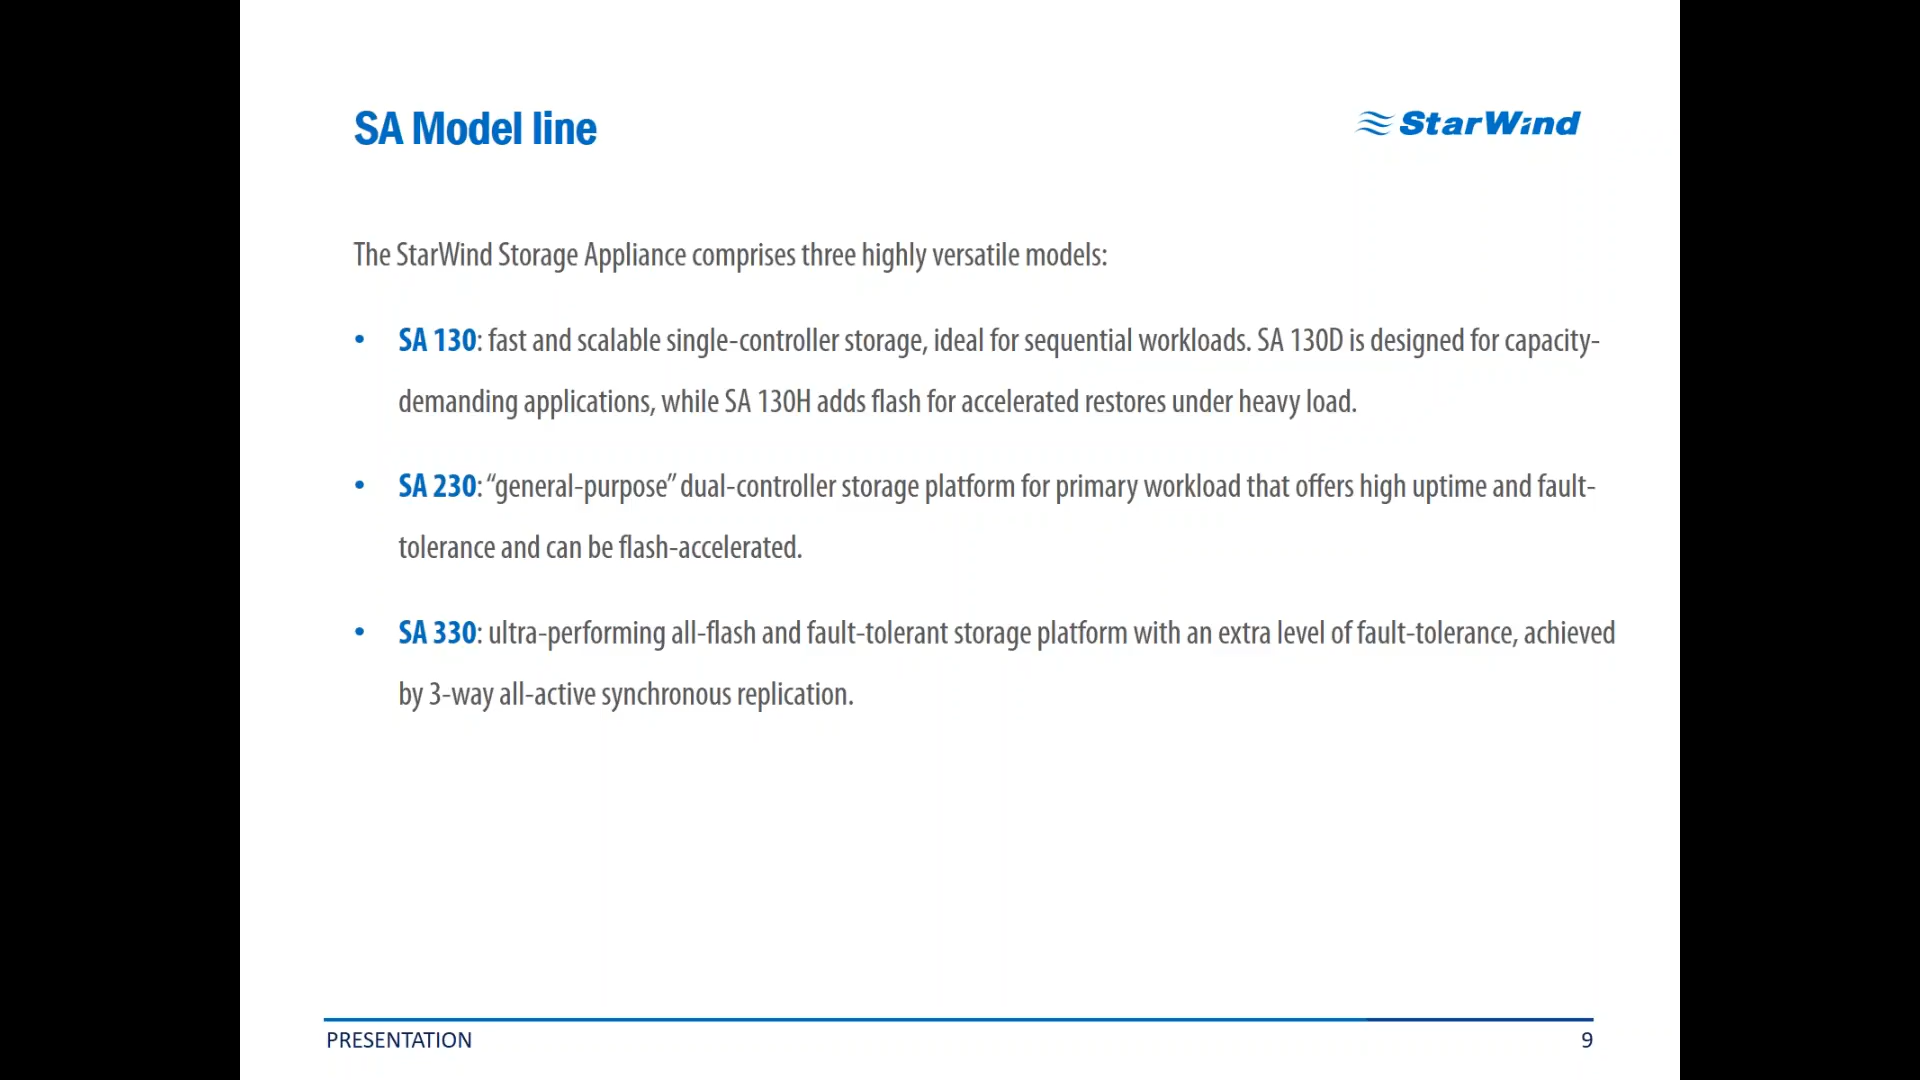 SA Model line
StarWind
The StarWind Storage Appliance comprises three highly versatile models:
• SA 130: fast and scalable single-controller storage, ideal for sequential workloads. SA 130D is designed for capacity-
demanding applications, while SA 130H adds flash for accelerated restores under heavy load.
• SA 230: “general-purpose” dual-controller storage platform for primary workload that offers high uptime and fault-
tolerance and can be flash-accelerated.
• SA 330: ultra-performing all-flash and fault-tolerant storage platform with an extra level of fault-tolerance, achieved
by 3-way all-active synchronous replication.
PRESENTATION
9